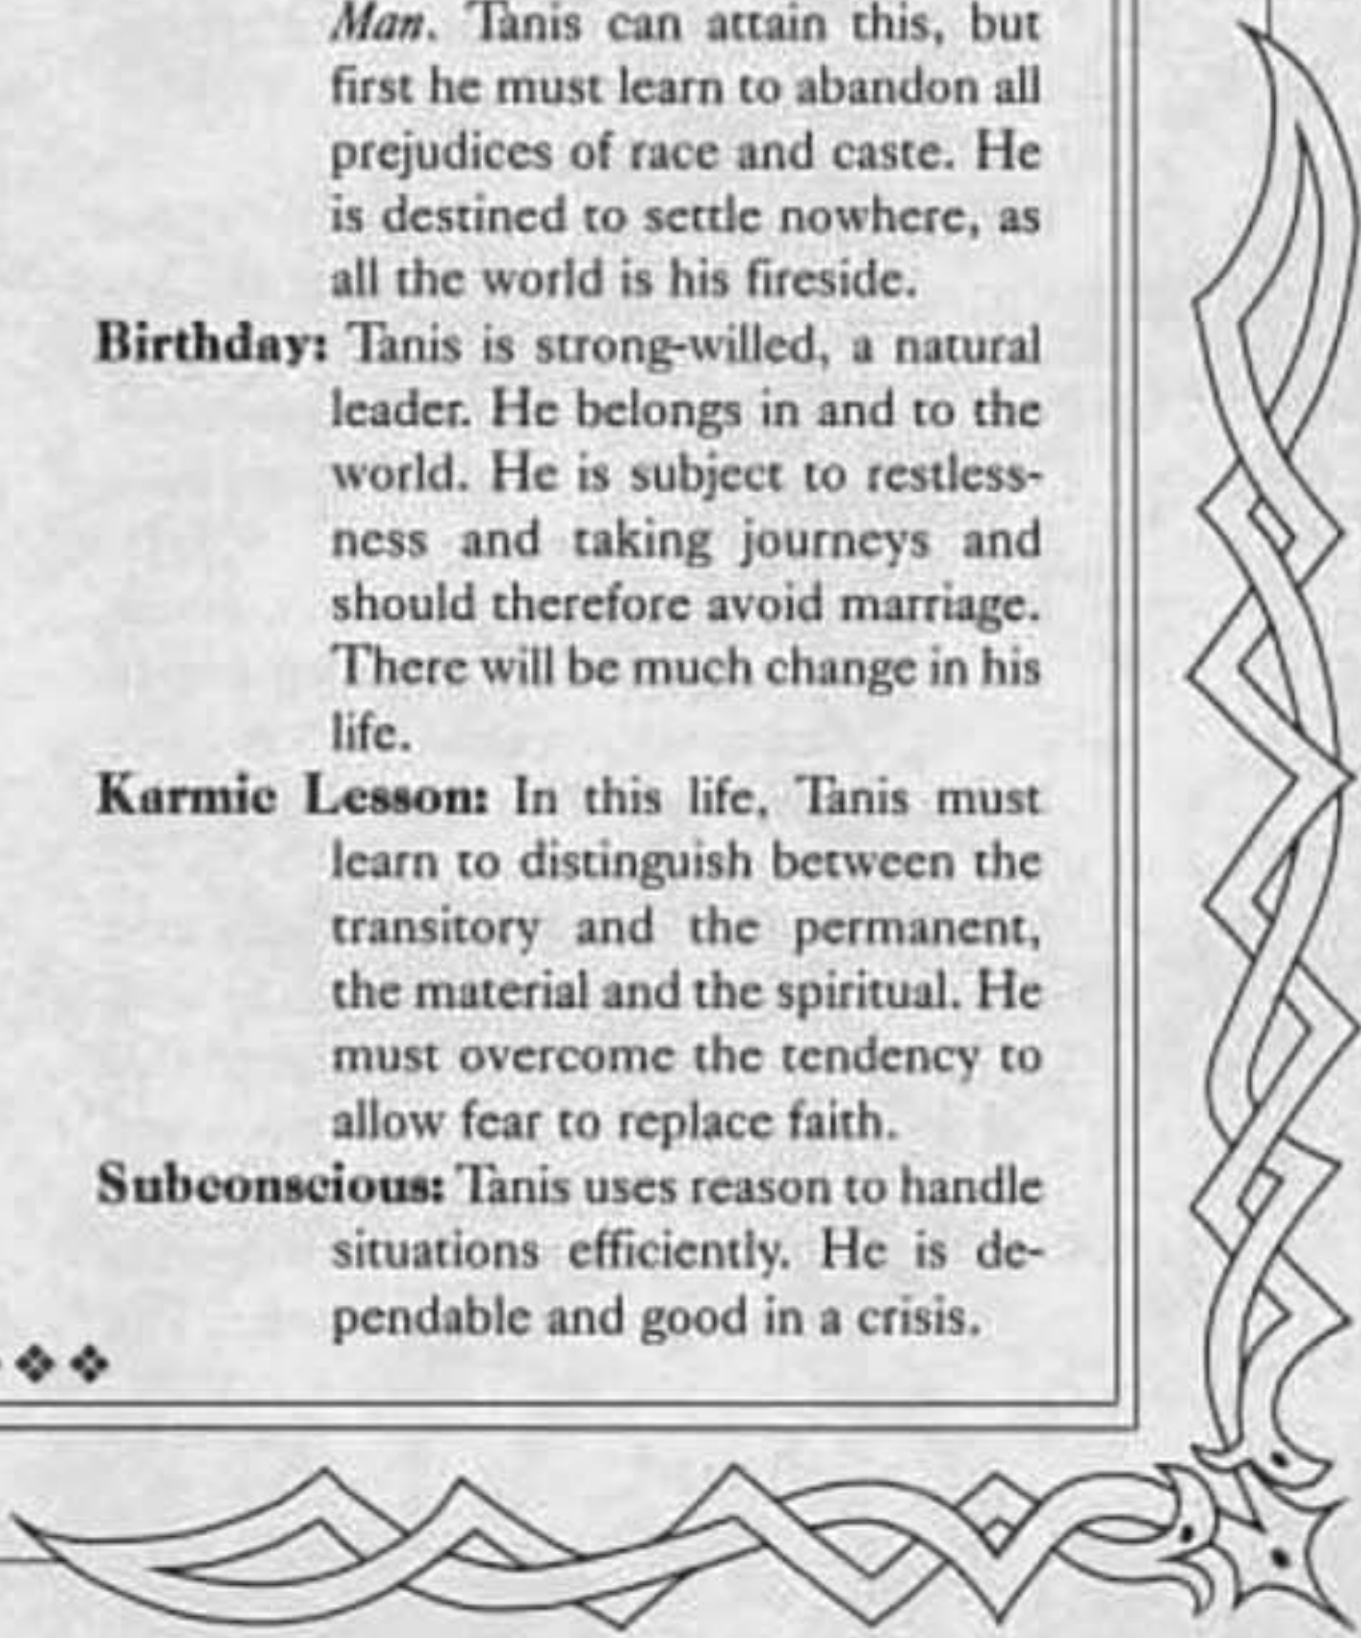 Man. Tanis can attain this, but
first he must learn to abandon all
prejudices of race and caste. He
is destined to settle nowhere, as
all the world is his fireside.
Birthday: Tanis is strong-willed, a natural
leader. He belongs in and to the
world. He is subject to restless-
ness and taking journeys and
should therefore avoid marriage.
There will be much change in his
life.
Karmic Lesson: In this life, Tanis must
learn to distinguish between the
transitory and the permanent,
the material and the spiritual. He
must overcome the tendency to
allow fear to replace faith.
Subconscious: Tanis uses reason to handle
situations efficiently. He is de-
pendable and good in a crisis.